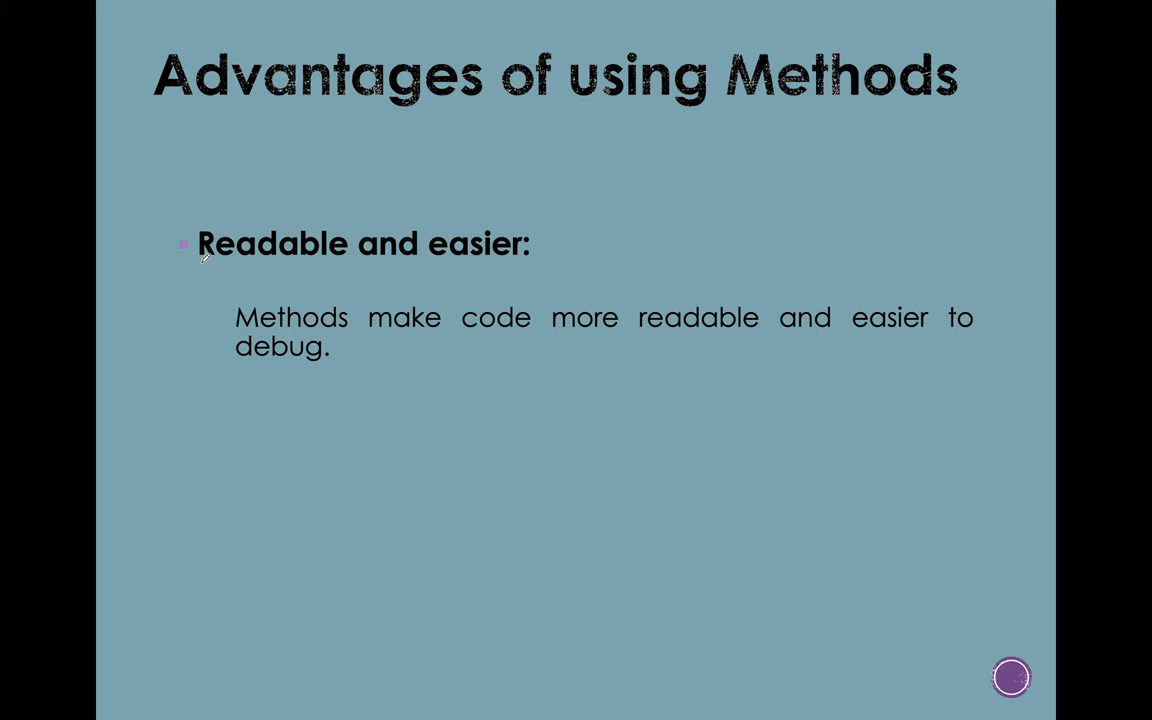 Advantages of using Methods
Readable and easier:
Methods make code more readable and easier to
debug.